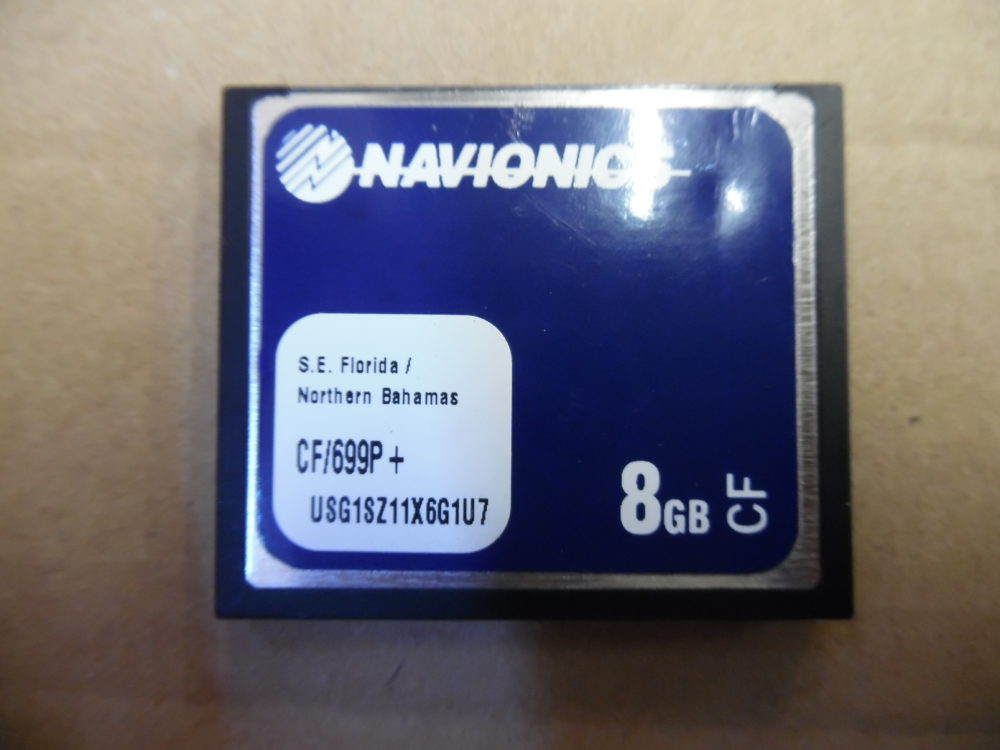 NAVIONICS
S.E. Florida /
Northern Bahamas
CF/699P+
USG1SZ11X6G1U7
8GB CF